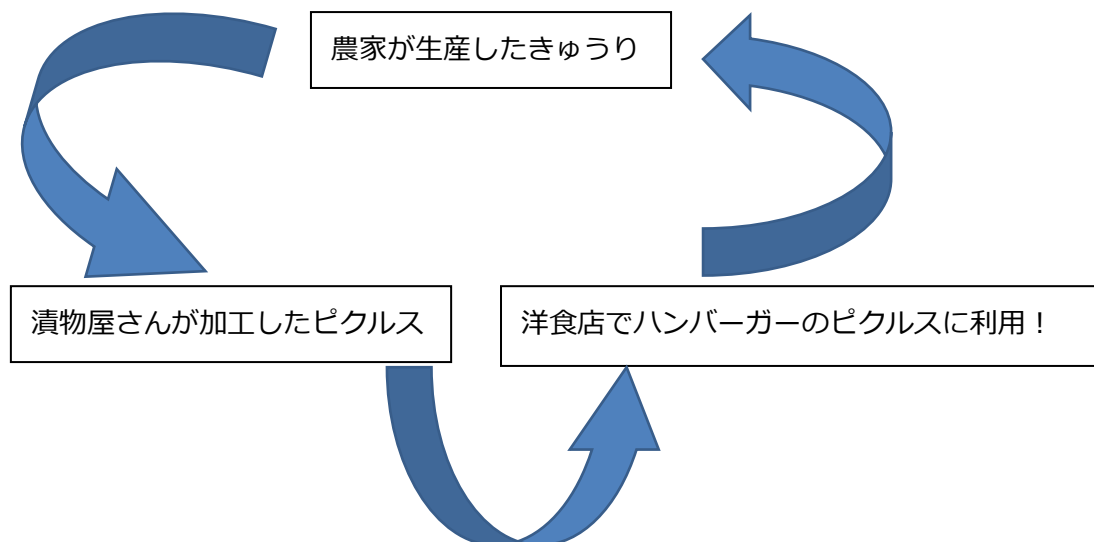 農家が生産したきゅうり
漬物屋さんが加工したピクルス
洋食店でハンバーガーのピクルスに利用！